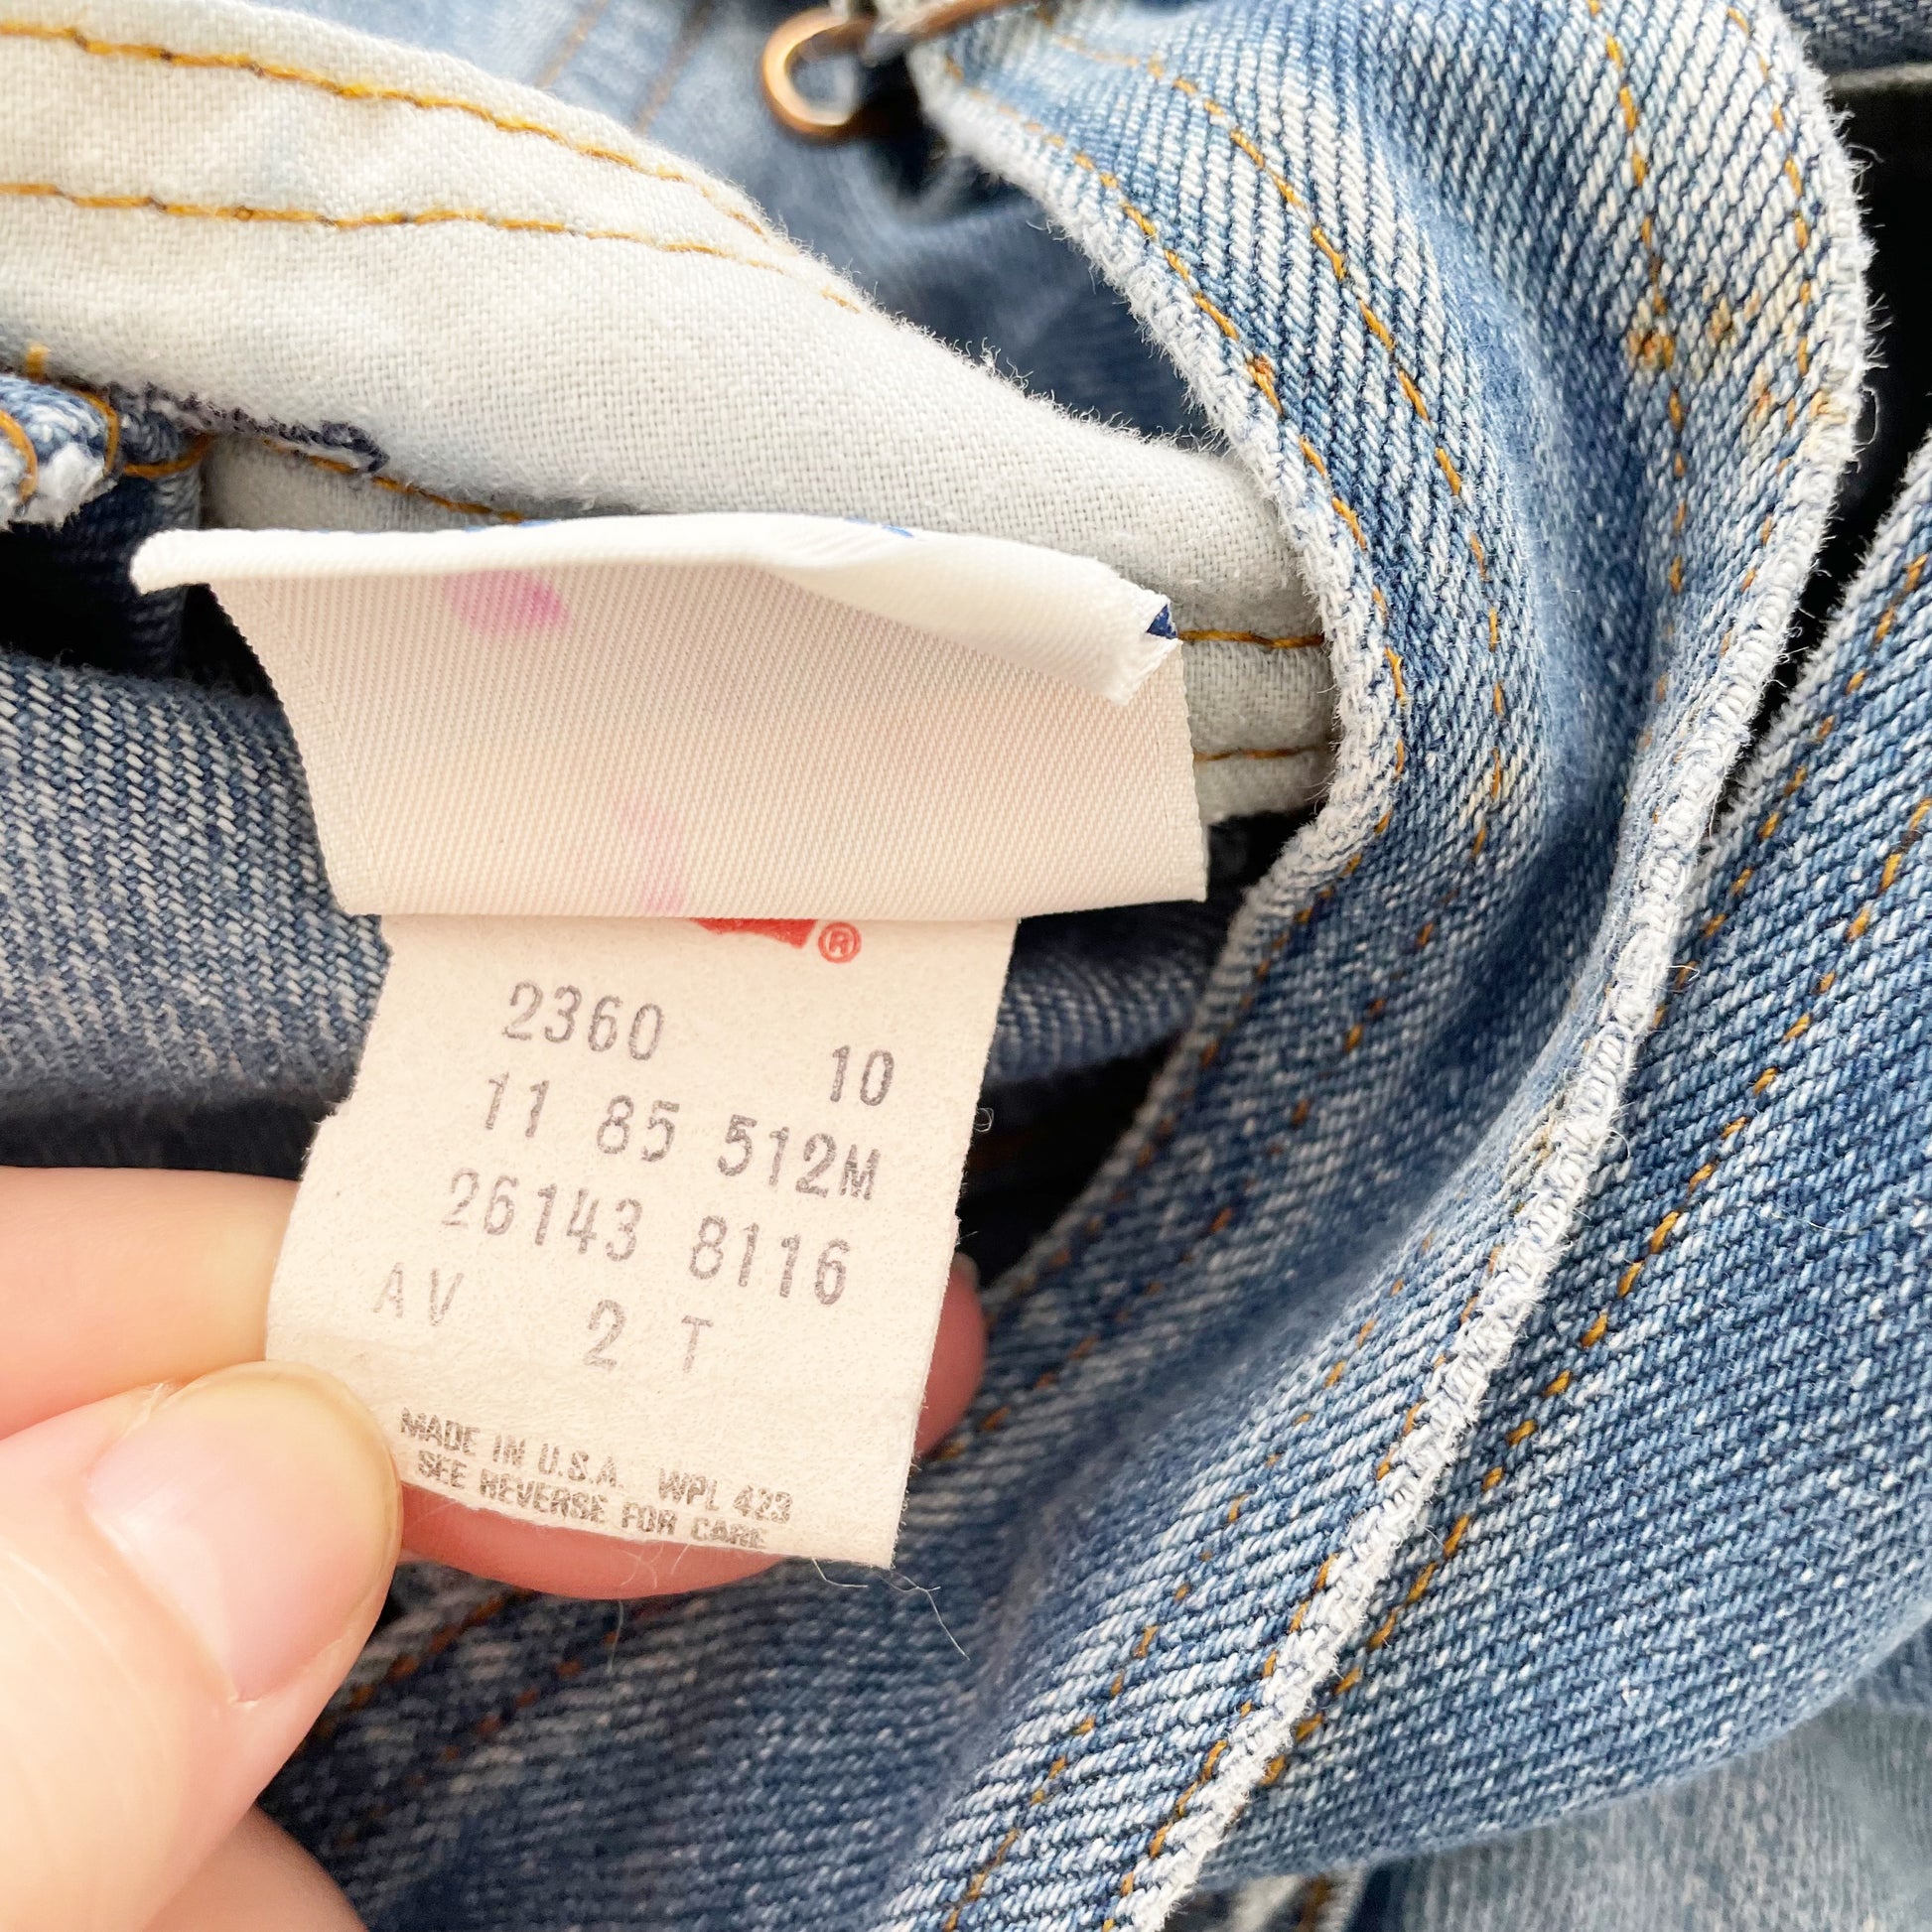 ®
2360
10
11 85 512M
26143 8116
AV 2 T
MADE IN U.S.A. WPL 423
SEE REVERSE FOR CARE